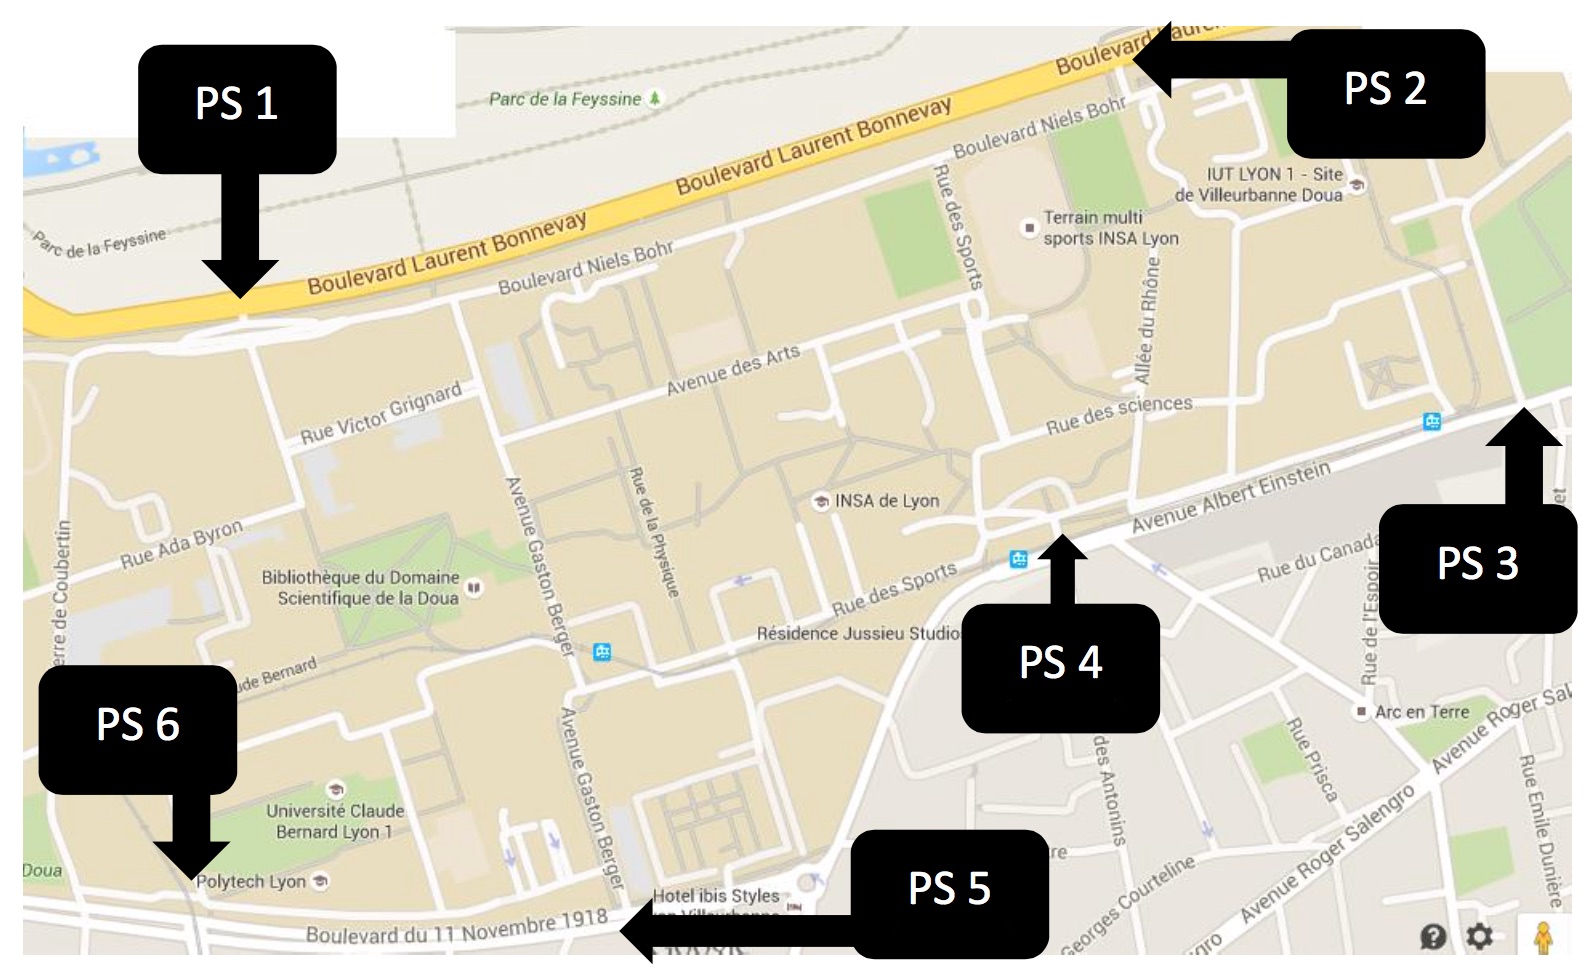 PS 1
PS 2
PS 3
PS 4
PS 5
PS 6
Boulevard
Parc de la Feyssine
Boulevard Laurent Bonnevay
Boulevard Niels Bohr
Parc de la Feyssine
Boulevard Laurent Bonnevay
Boulevard Niels Bohr
Rue des Sports
IUT LYON 1 - Site
de Villeurbanne Doua
Terrain multi
sports INSA Lyon
Allée du Rhône
Avenue des Arts
Rue Victor Grignard
Rue des sciences
Avenue Albert Einstein
INSA de Lyon
Rue de la Physique
Avenue Gaston Berger
Rue Ada Byron
erre de Coubertin
Bibliothèque du Domaine
Scientifique de la Doua
Rue des Sports
Résidence Jussieu Studio
Rue du Canada
Rue de l'Espoir
et
ude Bernard
Avenue Gaston Berger
Arc en Terre
Avenue Roger Sal
Rue Prisca
des Antonins
Rue Emile Dunière
Avenue Roger Salengro
Georges Courteline
re
Université Claude
Bernard Lyon 1
Doua
Polytech Lyon
Hotel ibis Styles
Boulevard du 11 Novembre 1918
gro